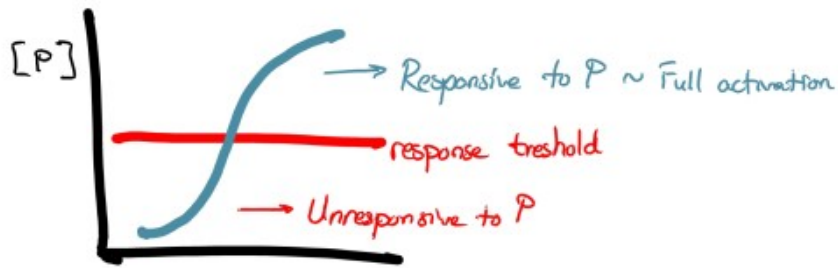 [P]
Responsive to P ~ Full activation
response treshold
Unresponsive to P